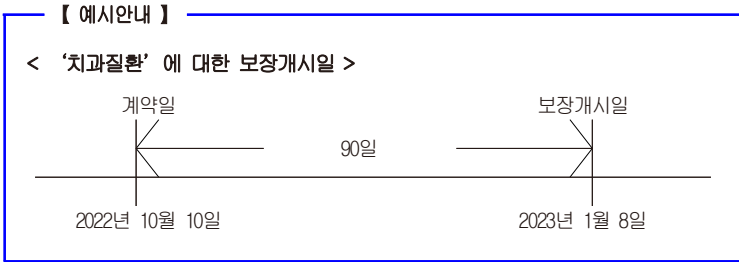 【 예시안내 】
< ‘치과질환’ 에 대한 보장개시일 >
계약일 보장개시일
90일
2022년 10월 10일 2023년 1월 8일